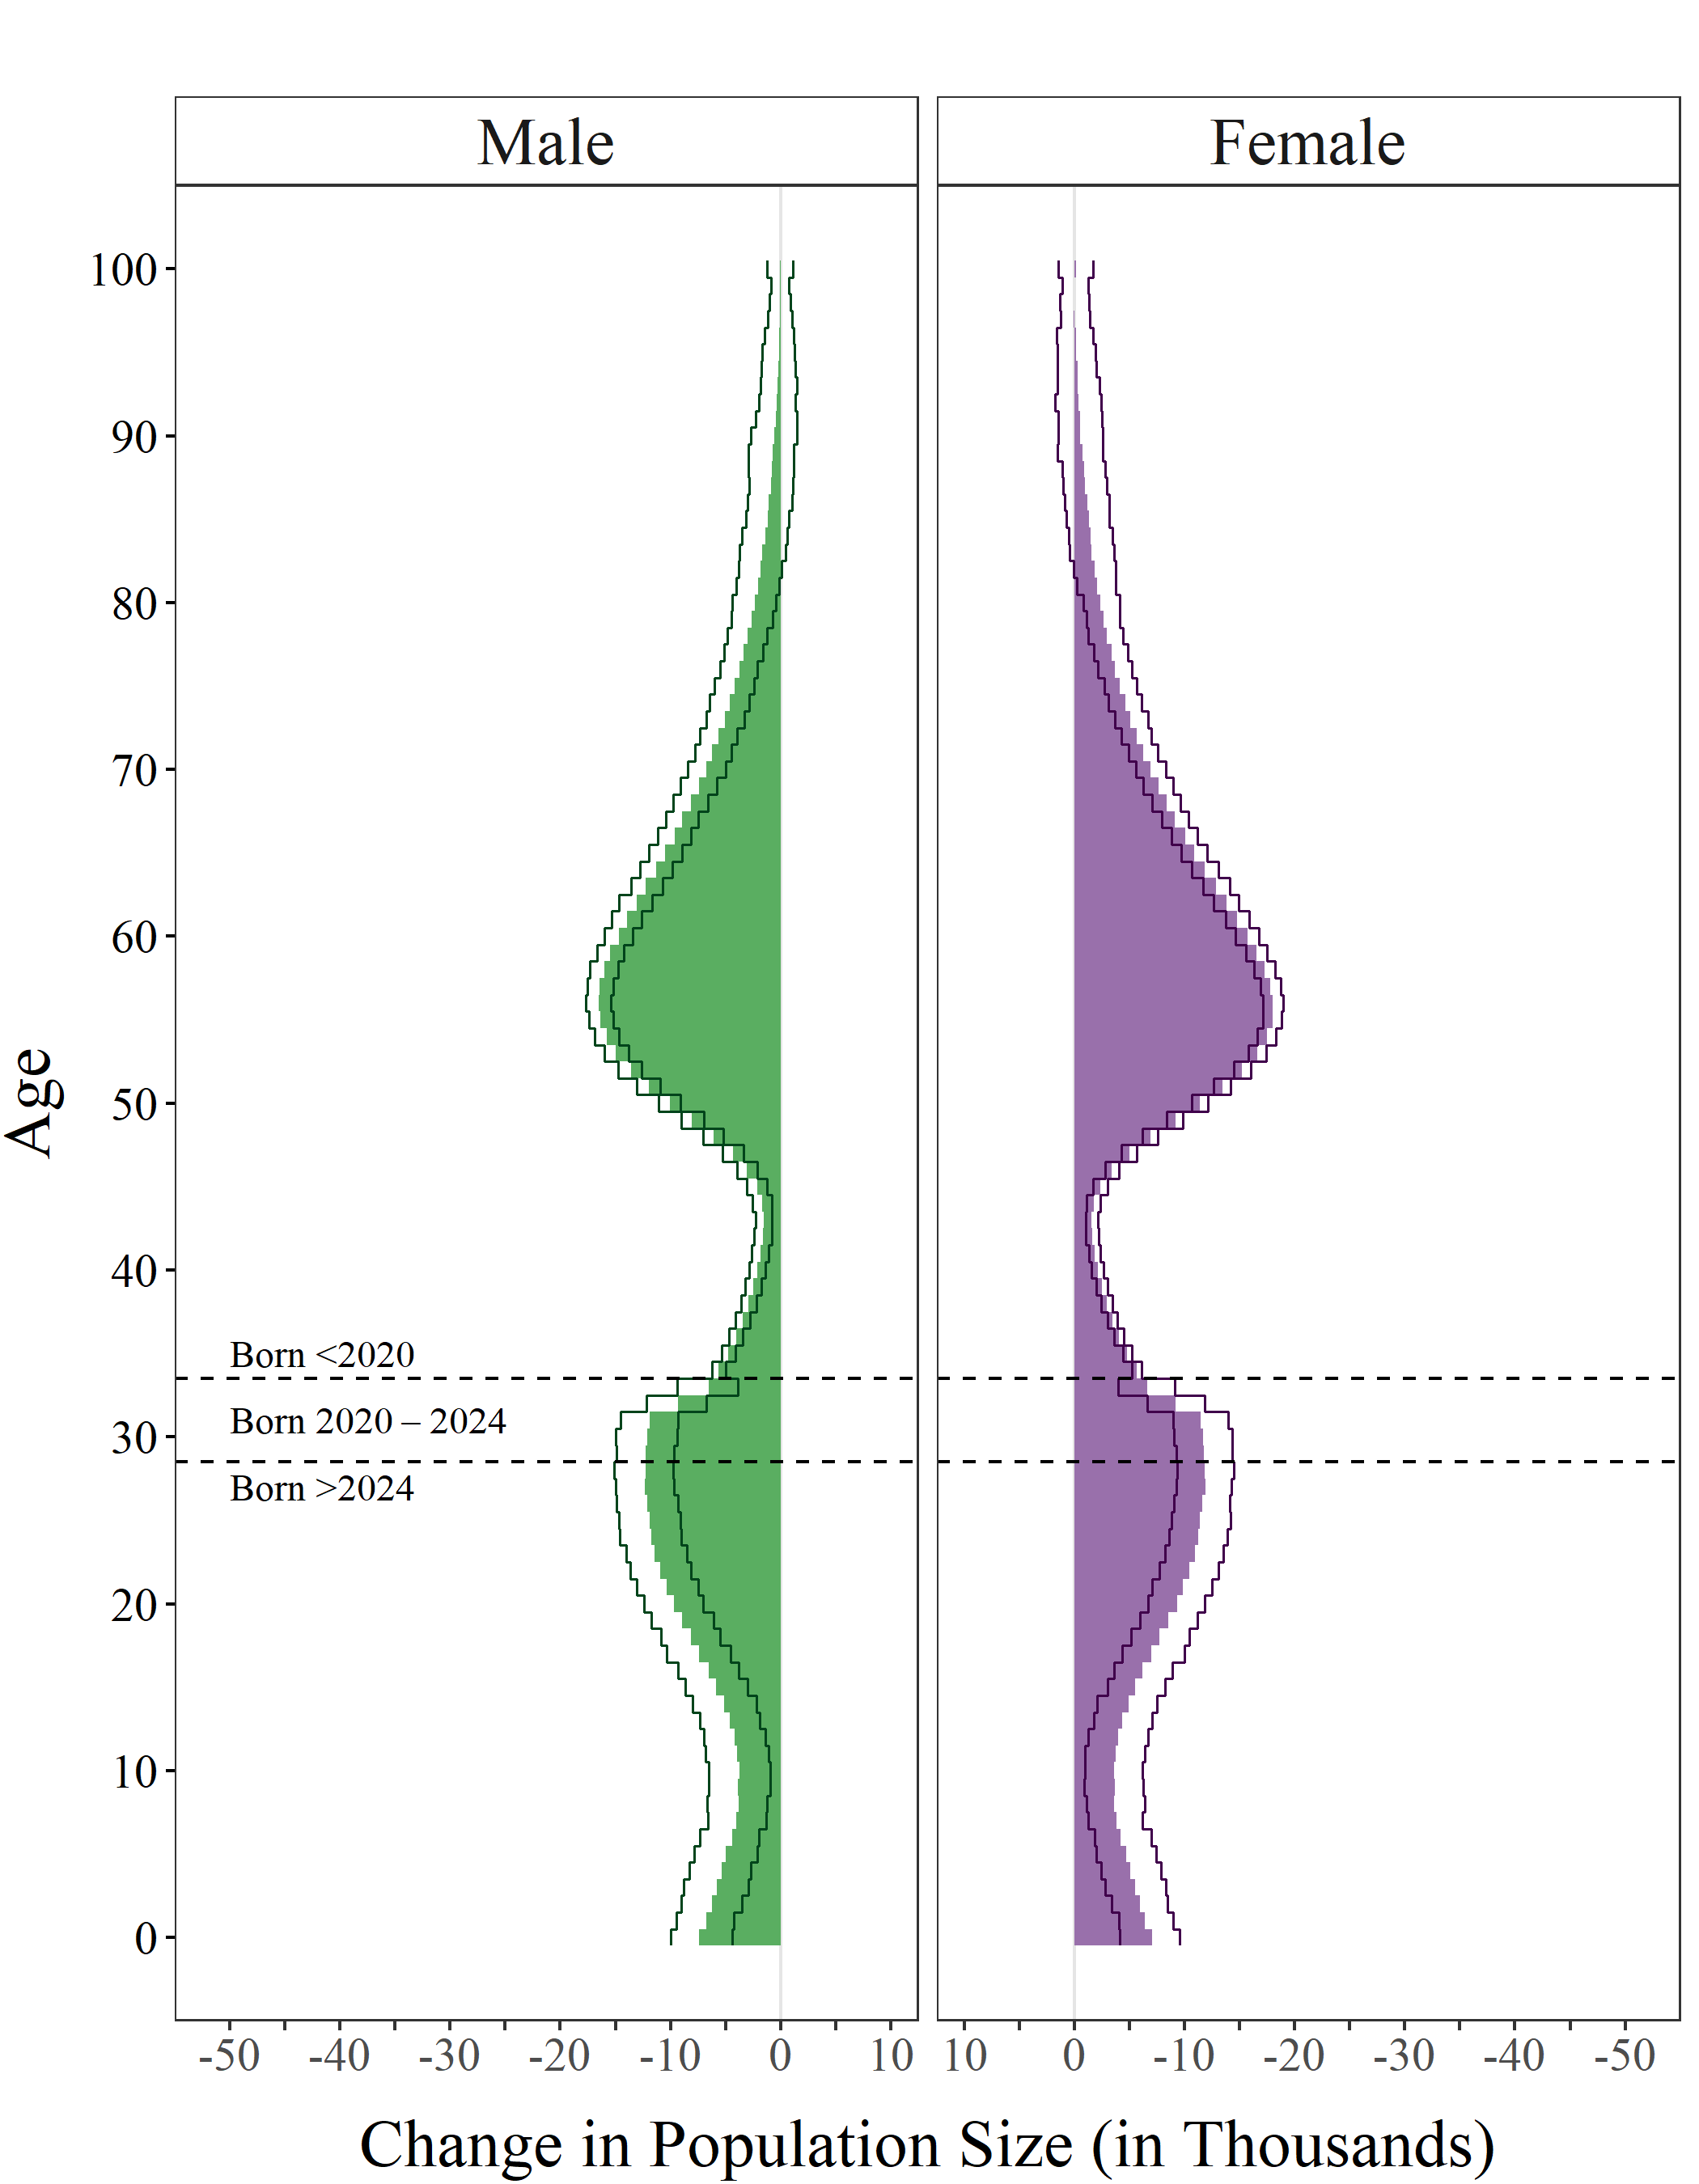 Male
Female
100
90
80
70
60
50
40
30
20
10
0
Age
Born <2020
Born 2020 – 2024
Born >2024
-50 -40 -30 -20 -10 0 10
10 0 -10 -20 -30 -40 -50
Change in Population Size (in Thousands)